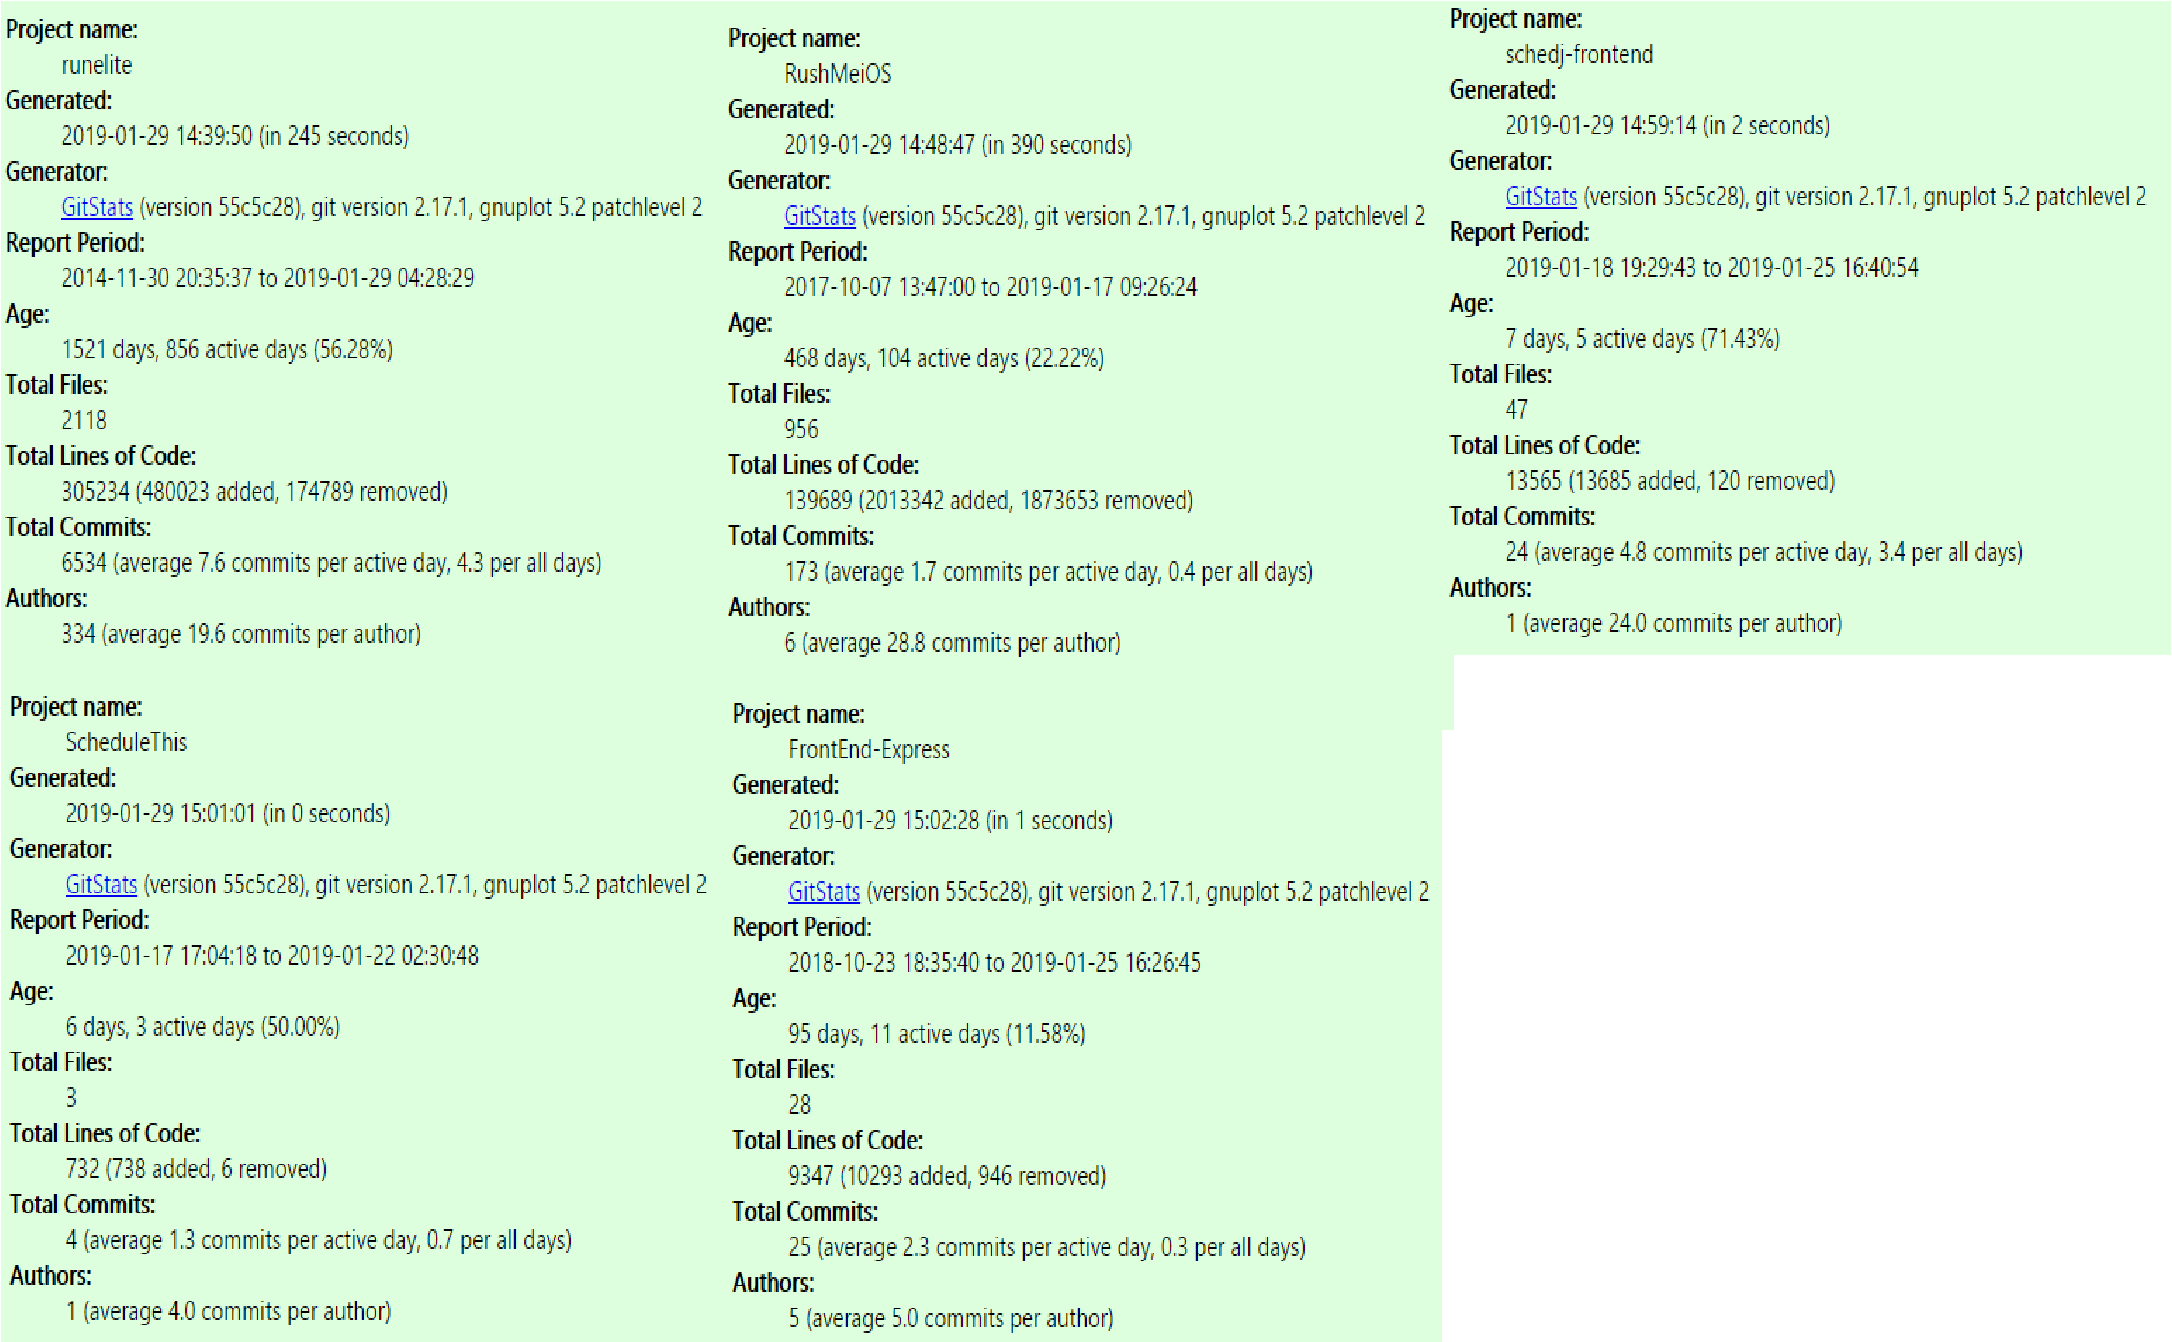 Project name:
runelite
Generated:
2019-01-29 14:39:50 (in 245 seconds)
Generator:
GitStats (version 55c5c28), git version 2.17.1, gnuplot 5.2 patchlevel 2
Report Period:
2014-11-30 20:35:37 to 2019-01-29 04:28:29
Age:
1521 days, 856 active days (56.28%)
Total Files:
2118
Total Lines of Code:
305234 (480023 added, 174789 removed)
Total Commits:
6534 (average 7.6 commits per active day, 4.3 per all days)
Authors:
334 (average 19.6 commits per author)
Project name:
RushMeiOS
Generated:
2019-01-29 14:48:47 (in 390 seconds)
Generator:
GitStats (version 55c5c28), git version 2.17.1, gnuplot 5.2 patchlevel 2
Report Period:
2017-10-07 13:47:00 to 2019-01-17 09:26:24
Age:
468 days, 104 active days (22.22%)
Total Files:
956
Total Lines of Code:
139689 (2013342 added, 1873653 removed)
Total Commits:
173 (average 1.7 commits per active day, 0.4 per all days)
Authors:
6 (average 28.8 commits per author)
Project name:
schedj-frontend
Generated:
2019-01-29 14:59:14 (in 2 seconds)
Generator:
GitStats (version 55c5c28), git version 2.17.1, gnuplot 5.2 patchlevel 2
Report Period:
2019-01-18 19:29:43 to 2019-01-25 16:40:54
Age:
7 days, 5 active days (71.43%)
Total Files:
47
Total Lines of Code:
13565 (13685 added, 120 removed)
Total Commits:
24 (average 4.8 commits per active day, 3.4 per all days)
Authors:
1 (average 24.0 commits per author)
Project name:
ScheduleThis
Generated:
2019-01-29 15:01:01 (in 0 seconds)
Generator:
GitStats (version 55c5c28), git version 2.17.1, gnuplot 5.2 patchlevel 2
Report Period:
2019-01-17 17:04:18 to 2019-01-22 02:30:48
Age:
6 days, 3 active days (50.00%)
Total Files:
3
Total Lines of Code:
732 (738 added, 6 removed)
Total Commits:
4 (average 1.3 commits per active day, 0.7 per all days)
Authors:
1 (average 4.0 commits per author)
Project name:
FrontEnd-Express
Generated:
2019-01-29 15:02:28 (in 1 seconds)
Generator:
GitStats (version 55c5c28), git version 2.17.1, gnuplot 5.2 patchlevel 2
Report Period:
2018-10-23 18:35:40 to 2019-01-25 16:26:45
Age:
95 days, 11 active days (11.58%)
Total Files:
28
Total Lines of Code:
9347 (10293 added, 946 removed)
Total Commits:
25 (average 2.3 commits per active day, 0.3 per all days)
Authors:
5 (average 5.0 commits per author)